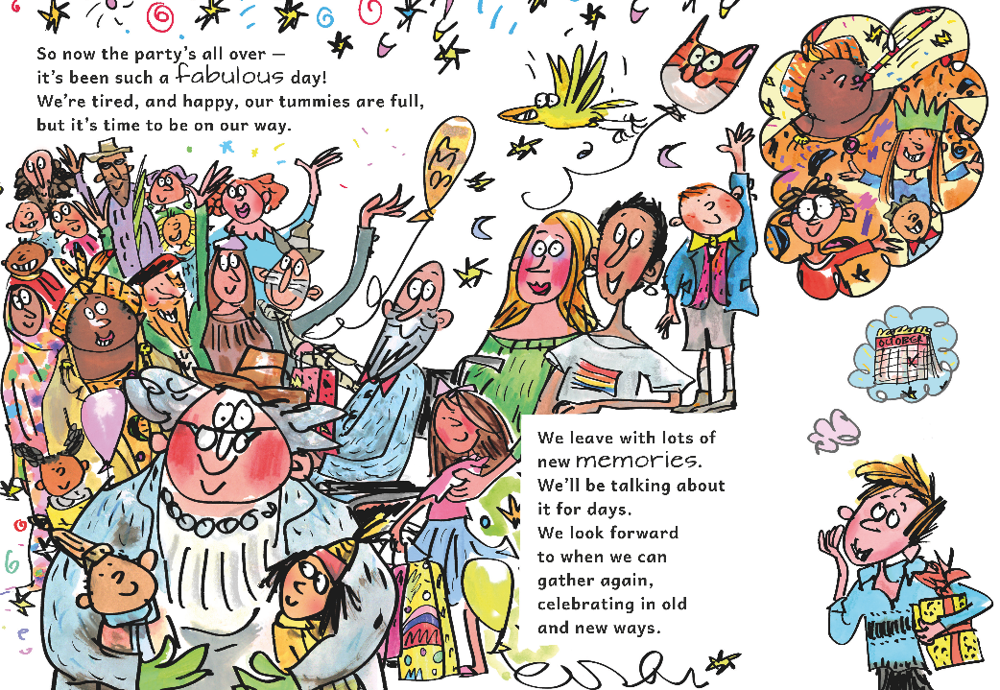 So now the party's all over —
it's been such a fabulous day!
We're tired, and happy, our tummies are full,
but it's time to be on our way.
OCTOBER
We leave with lots of
new memories.
We'll be talking about
it for days.
We look forward
to when we can
gather again,
celebrating in old
and new ways.